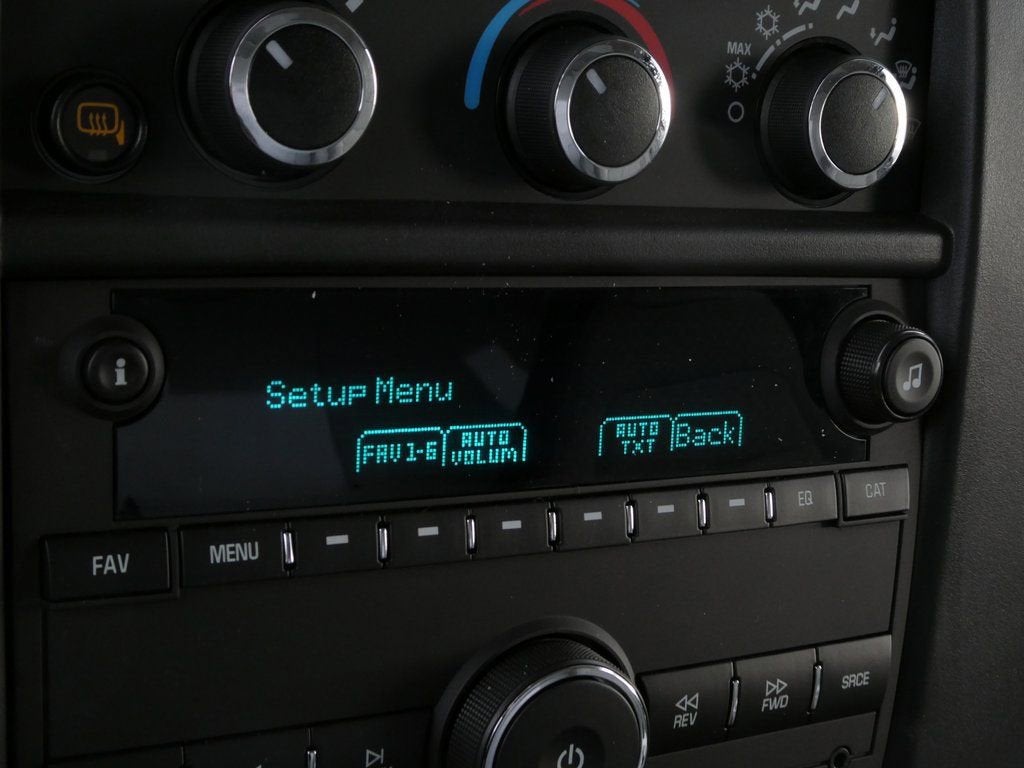 MAX
Setup Menu
FAV 1-6
AUTO
VOLUM
AUTO
TXT
Back
FAV
MENU
EQ
CAT
REV
FWD
SRCE